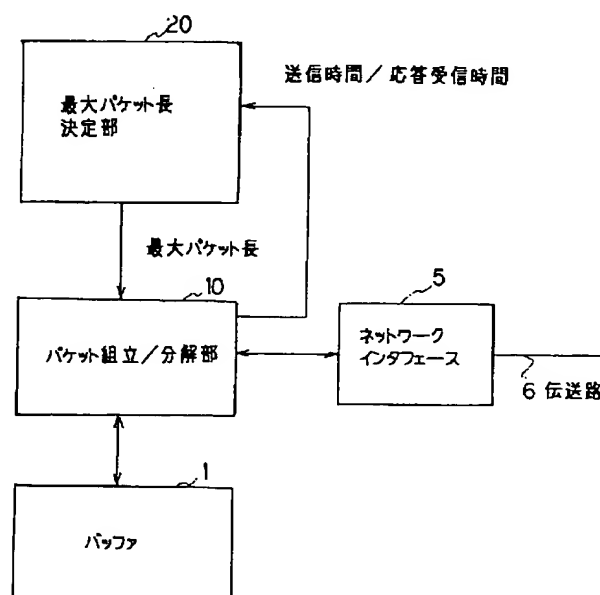 20
送信時間／応答受信時間
最大パケット長
決定部
最大パケット長
10
5
パケット組立／分解部
ネットワーク
インタフェース
6 伝送路
1
バッファ